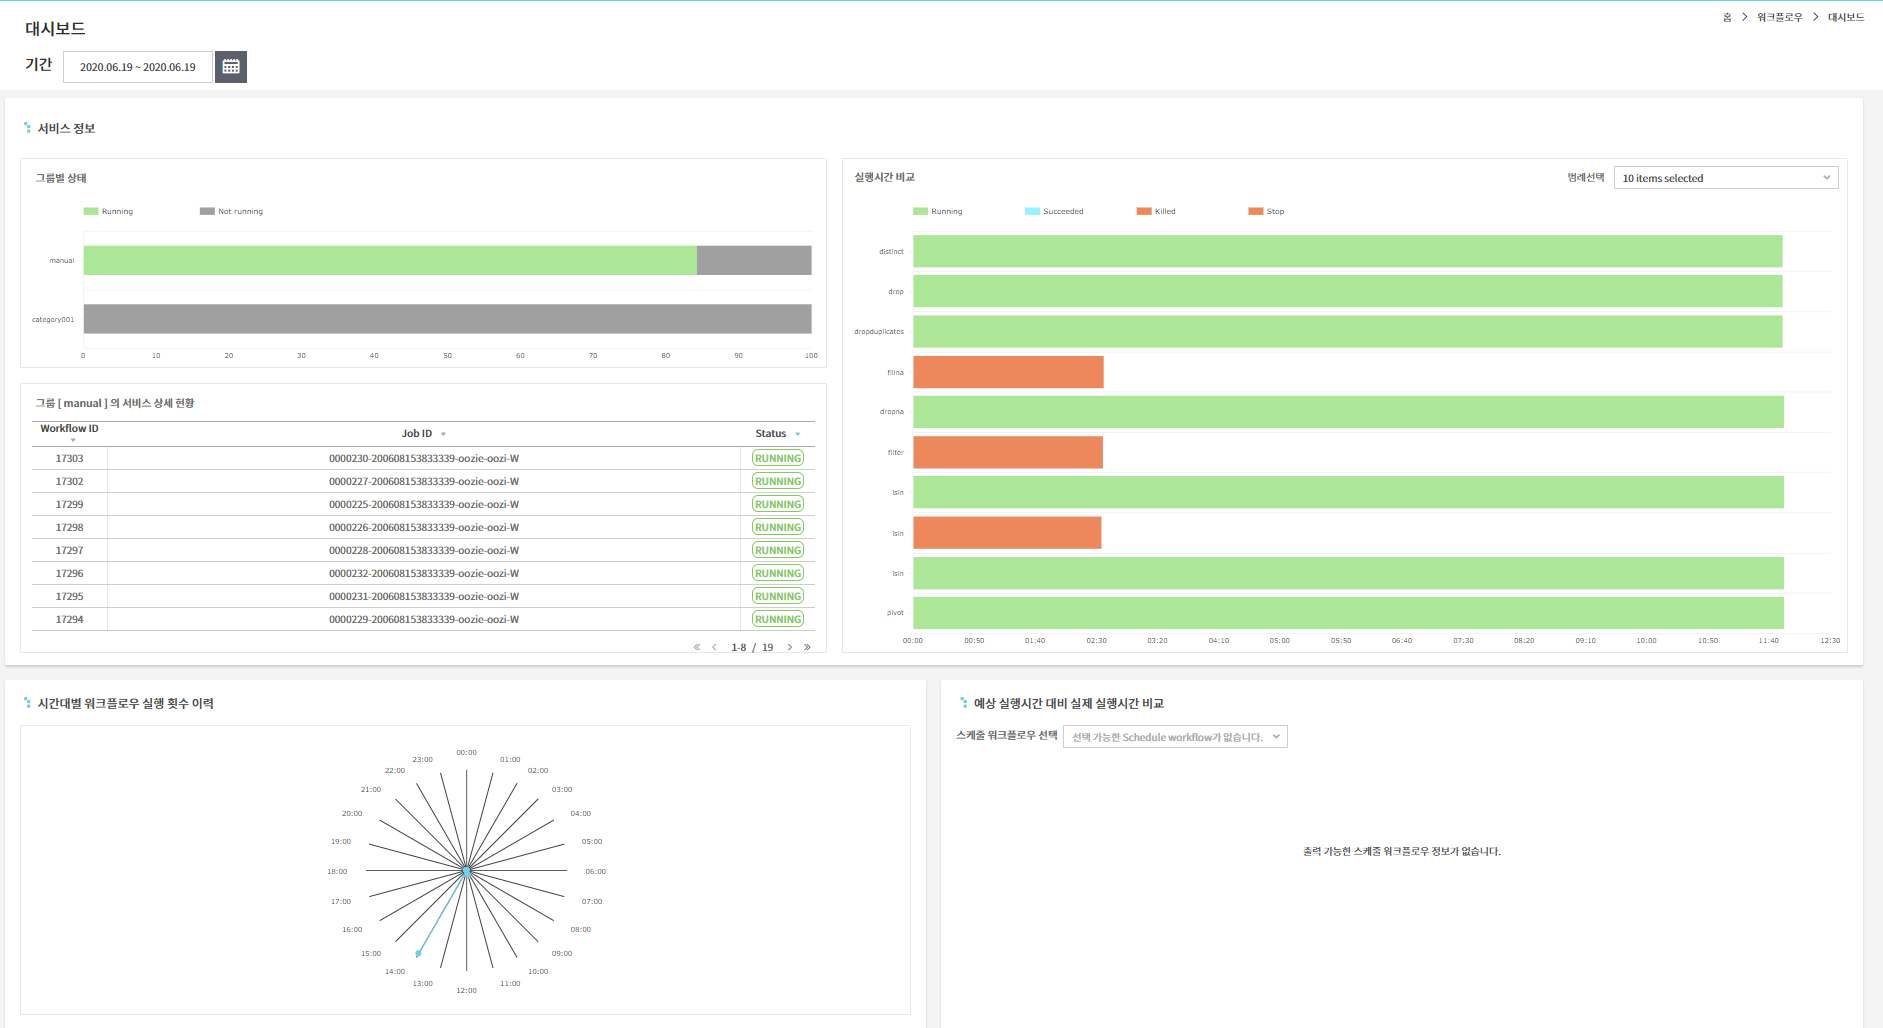 대시보드
홈 > 워크플로우 > 대시보드
기간 2020.06.19 ~ 2020.06.19
서비스 정보
그룹별 상태
Running Not running
manual
category001
0 10 20 30 40 50 60 70 80 90 100
그룹 [ manual ] 의 서비스 상세 현황
Workflow ID Job ID Status
17303 0000230-200608153833339-oozie-oozi-W RUNNING
17302 0000227-200608153833339-oozie-oozi-W RUNNING
17299 0000225-200608153833339-oozie-oozi-W RUNNING
17298 0000226-200608153833339-oozie-oozi-W RUNNING
17297 0000228-200608153833339-oozie-oozi-W RUNNING
17296 0000232-200608153833339-oozie-oozi-W RUNNING
17295 0000231-200608153833339-oozie-oozi-W RUNNING
17294 0000229-200608153833339-oozie-oozi-W RUNNING
« < 1-8 / 19 > »
실행시간 비교
범례선택 10 items selected
Running Succeeded Killed Stop
distinct
drop
dropduplicates
fillna
dropna
filter
isin
isin
isin
pivot
00:00 00:50 01:40 02:30 03:20 04:10 05:00 05:50 06:40 07:30 08:20 09:10 10:00 10:50 11:40 12:30
시간대별 워크플로우 실행 횟수 이력
00:00
01:00
02:00
03:00
04:00
05:00
06:00
07:00
08:00
09:00
10:00
11:00
12:00
13:00
14:00
15:00
16:00
17:00
18:00
19:00
20:00
21:00
22:00
23:00
예상 실행시간 대비 실제 실행시간 비교
스케줄 워크플로우 선택 선택 가능한 Schedule workflow가 없습니다.
출력 가능한 스케줄 워크플로우 정보가 없습니다.